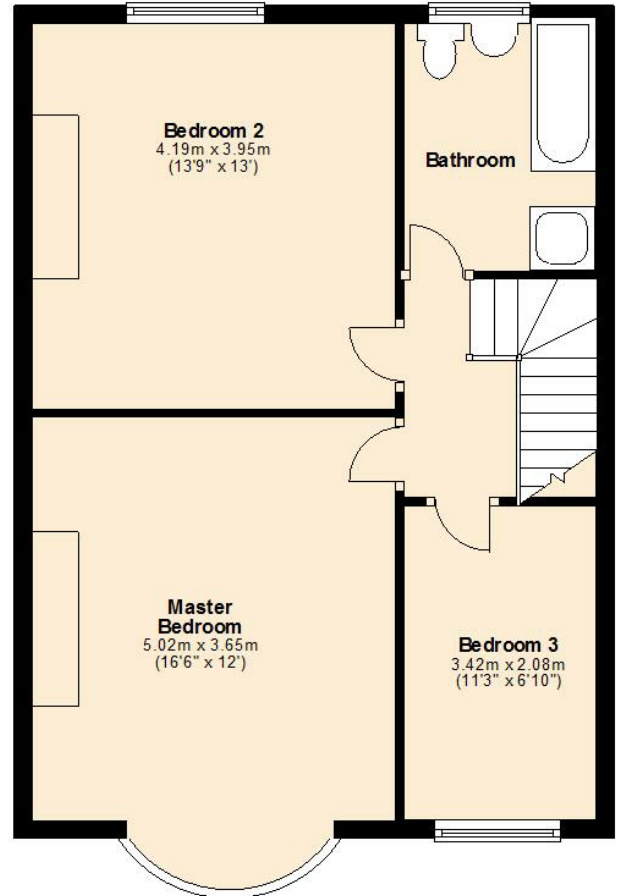 Bedroom 2
4.19m x 3.95m
(13'9" x 13')
Bathroom
Master
Bedroom
5.02m x 3.65m
(16'6" x 12')
Bedroom 3
3.42m x 2.08m
(11'3" x 6'10")